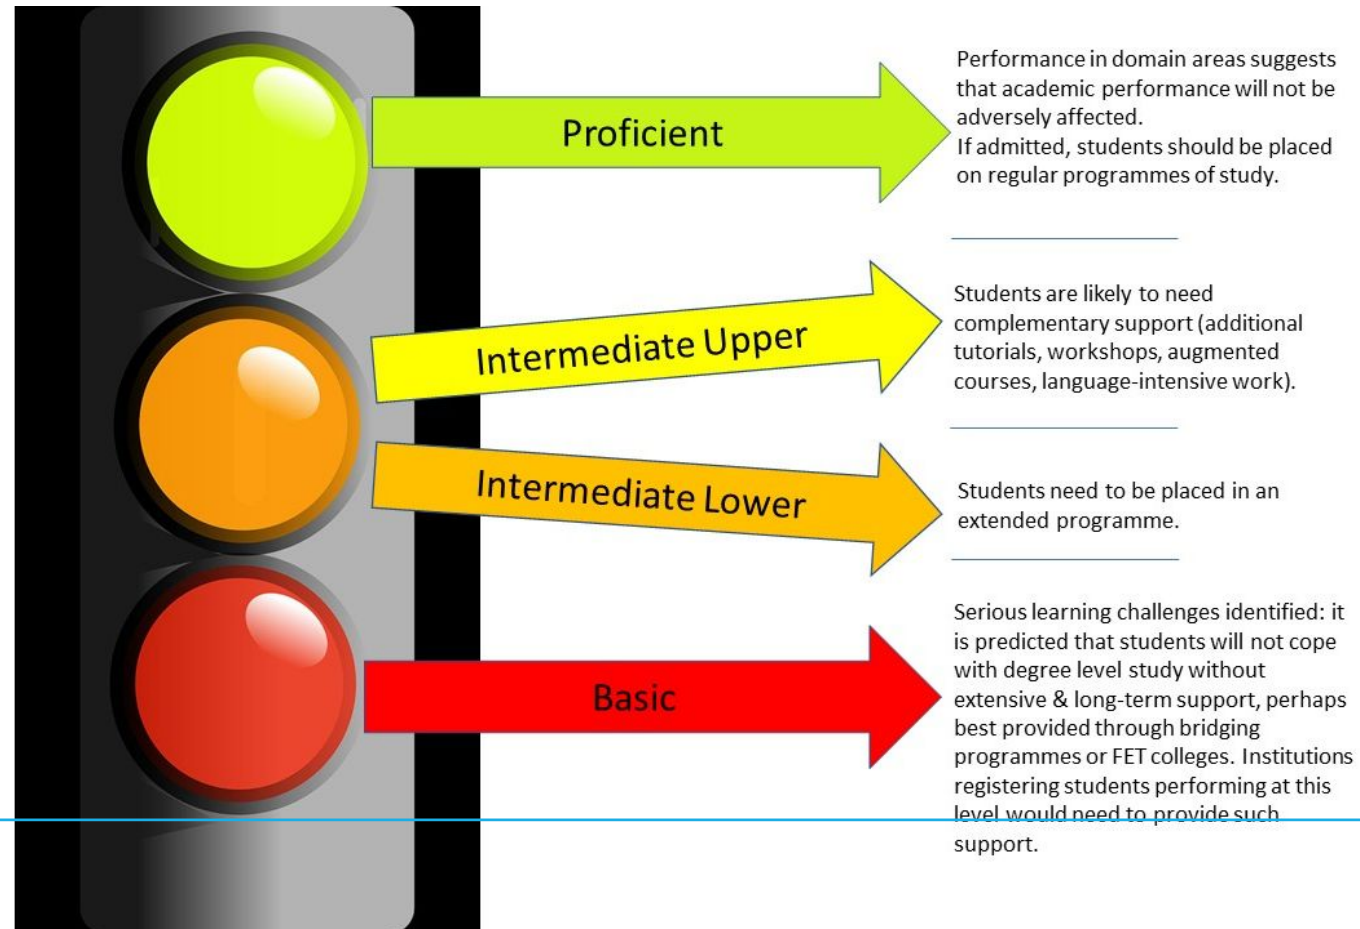 Proficient
Performance in domain areas suggests
that academic performance will not be
adversely affected.
If admitted, students should be placed
on regular programmes of study.
Intermediate Upper
Students are likely to need
complementary support (additional
tutorials, workshops, augmented
courses, language-intensive work).
Intermediate Lower
Students need to be placed in an
extended programme.
Basic
Serious learning challenges identified: it
is predicted that students will not cope
with degree level study without
extensive & long-term support, perhaps
best provided through bridging
programmes or FET colleges. Institutions
registering students performing at this
level would need to provide such
support.